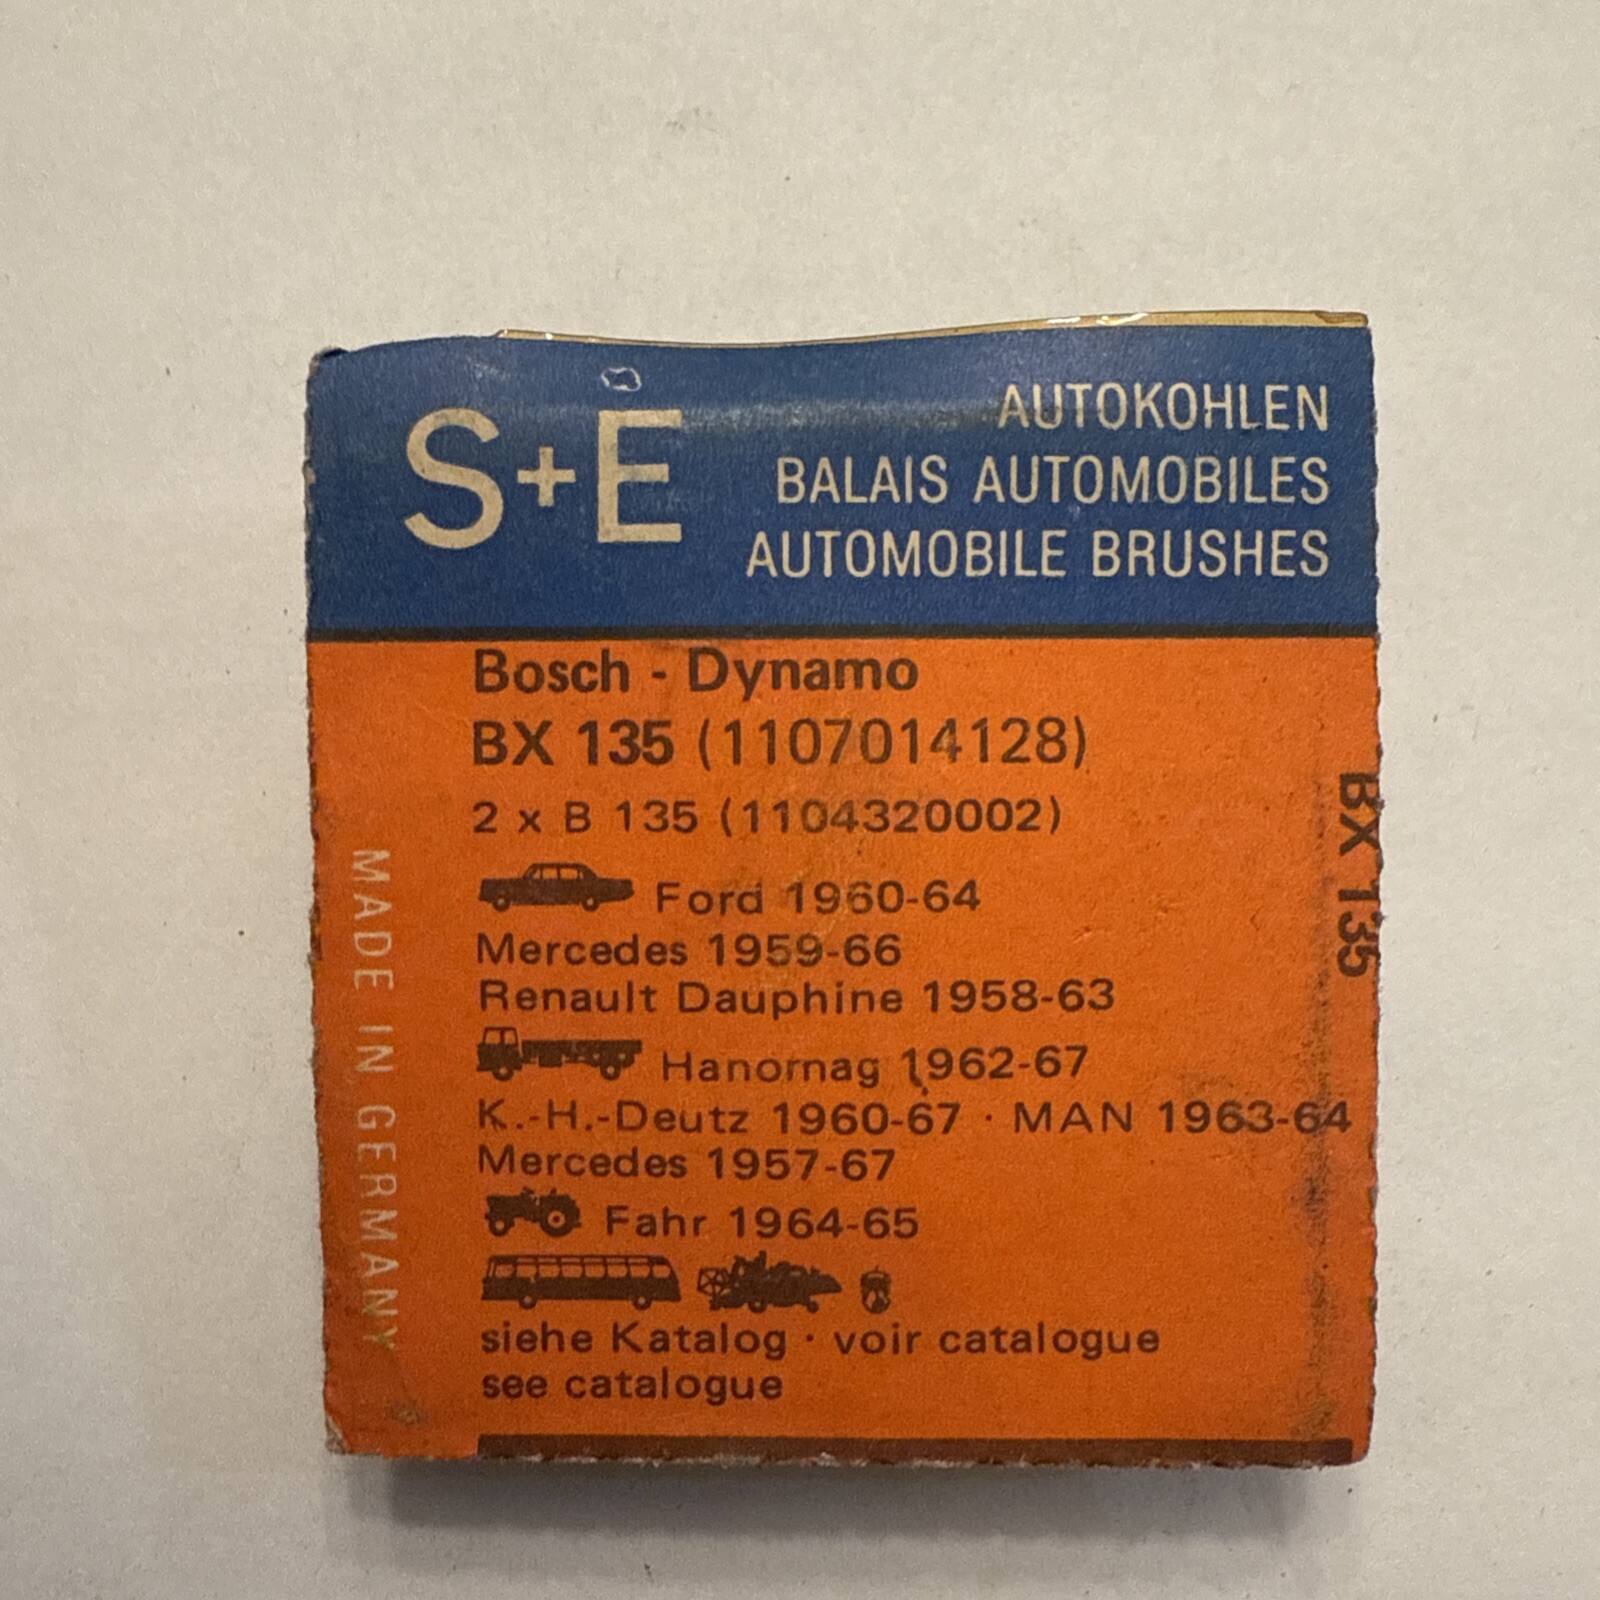 S+E
AUTOKOHLEN
BALAIS AUTOMOBILES
AUTOMOBILE BRUSHES
Bosch - Dynamo
BX 135 (1107014128)
2 x B 135 (1104320002)
Ford 1960-64
Mercedes 1959-66
Renault Dauphine 1958-63
Hanomag 1962-67
K.-H.-Deutz 1960-67 · MAN 1963-64
Mercedes 1957-67
Fahr 1964-65
siehe Katalog · voir catalogue
see catalogue
MADE IN GERMANY
BX 135